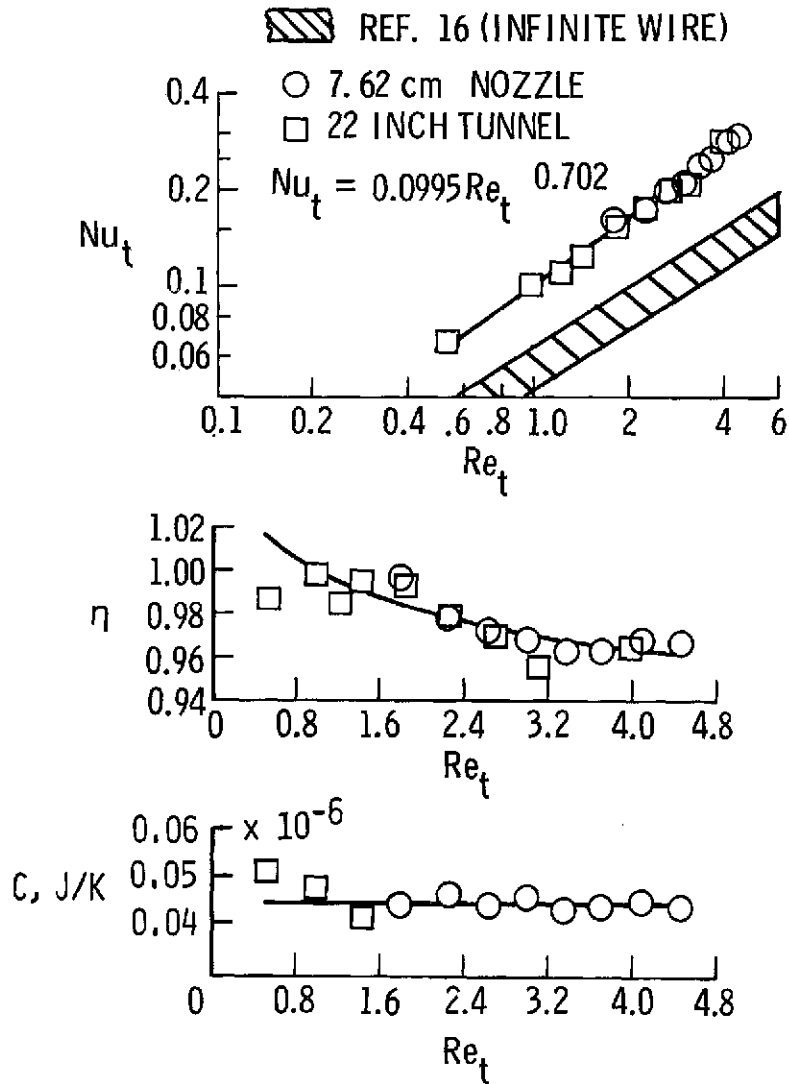 REF. 16 (INFINITE WIRE)
7.62 cm NOZZLE
22 INCH TUNNEL
Nu_t = 0.0995Re_t^0.702
0.4
0.2
Nu_t
0.1
0.08
0.06
0.1 0.2 0.4 .6 .8 1.0 2 4 6
Re_t
1.02
1.00
η 0.98
0.96
0.94
0 0.8 1.6 2.4 3.2 4.0 4.8
Re_t
0.06 x 10^-6
C, J/K 0.05
0.04
0 0.8 1.6 2.4 3.2 4.0 4.8
Re_t